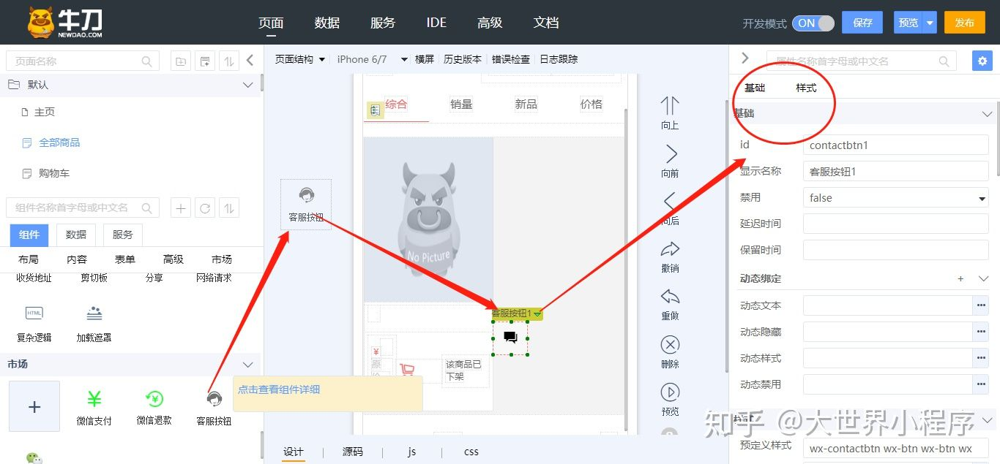 牛刀
NEWDAO.COM
页面
数据
服务
IDE
高级
文档
开发模式
ON
保存
预览
发布
页面名称
默认
主页
全部商品
购物车
组件名称首字母或中文名
组件
数据
服务
布局
内容
表单
高级
市场
收货地址
剪切板
分享
网络请求
HTML
复杂逻辑
加载遮罩
市场
微信支付
微信退款
客服按钮
点击查看组件详细
页面结构
iPhone 6/7
横屏
历史版本
错误检查
日志跟踪
综合
销量
新品
价格
客服按钮
No Picture
客服按钮1
¥
原
价
该商品已
下架
向上
向前
向后
撤销
重做
删除
预览
设计
源码
js
css
属性名称首字母或中文名
基础
样式
基础
id
contactbtn1
显示名称
客服按钮1
禁用
false
延迟时间
保留时间
动态绑定
动态文本
动态隐藏
动态样式
动态禁用
样式
预定义样式
wx-contactbtn wx-btn wx-btn wx
知乎 @大世界小程序